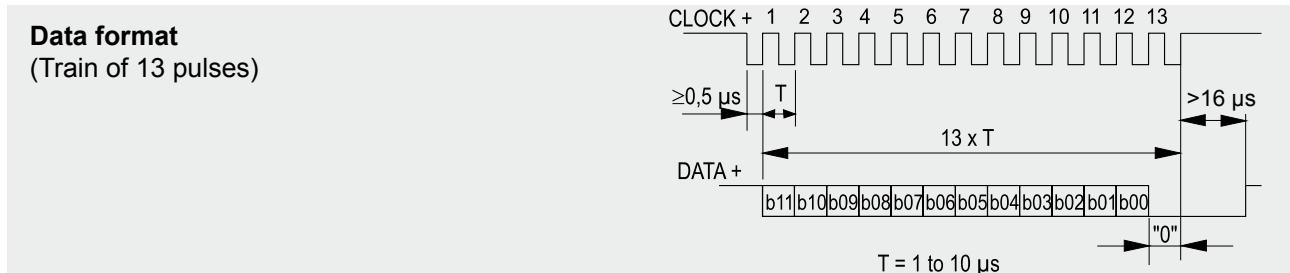 Data format
(Train of 13 pulses)
CLOCK + 1 2 3 4 5 6 7 8 9 10 11 12 13
≥0,5 µs T >16 µs
13 x T
DATA +
b11 b10 b09 b08 b07 b06 b05 b04 b03 b02 b01 b00
"0"
T = 1 to 10 µs